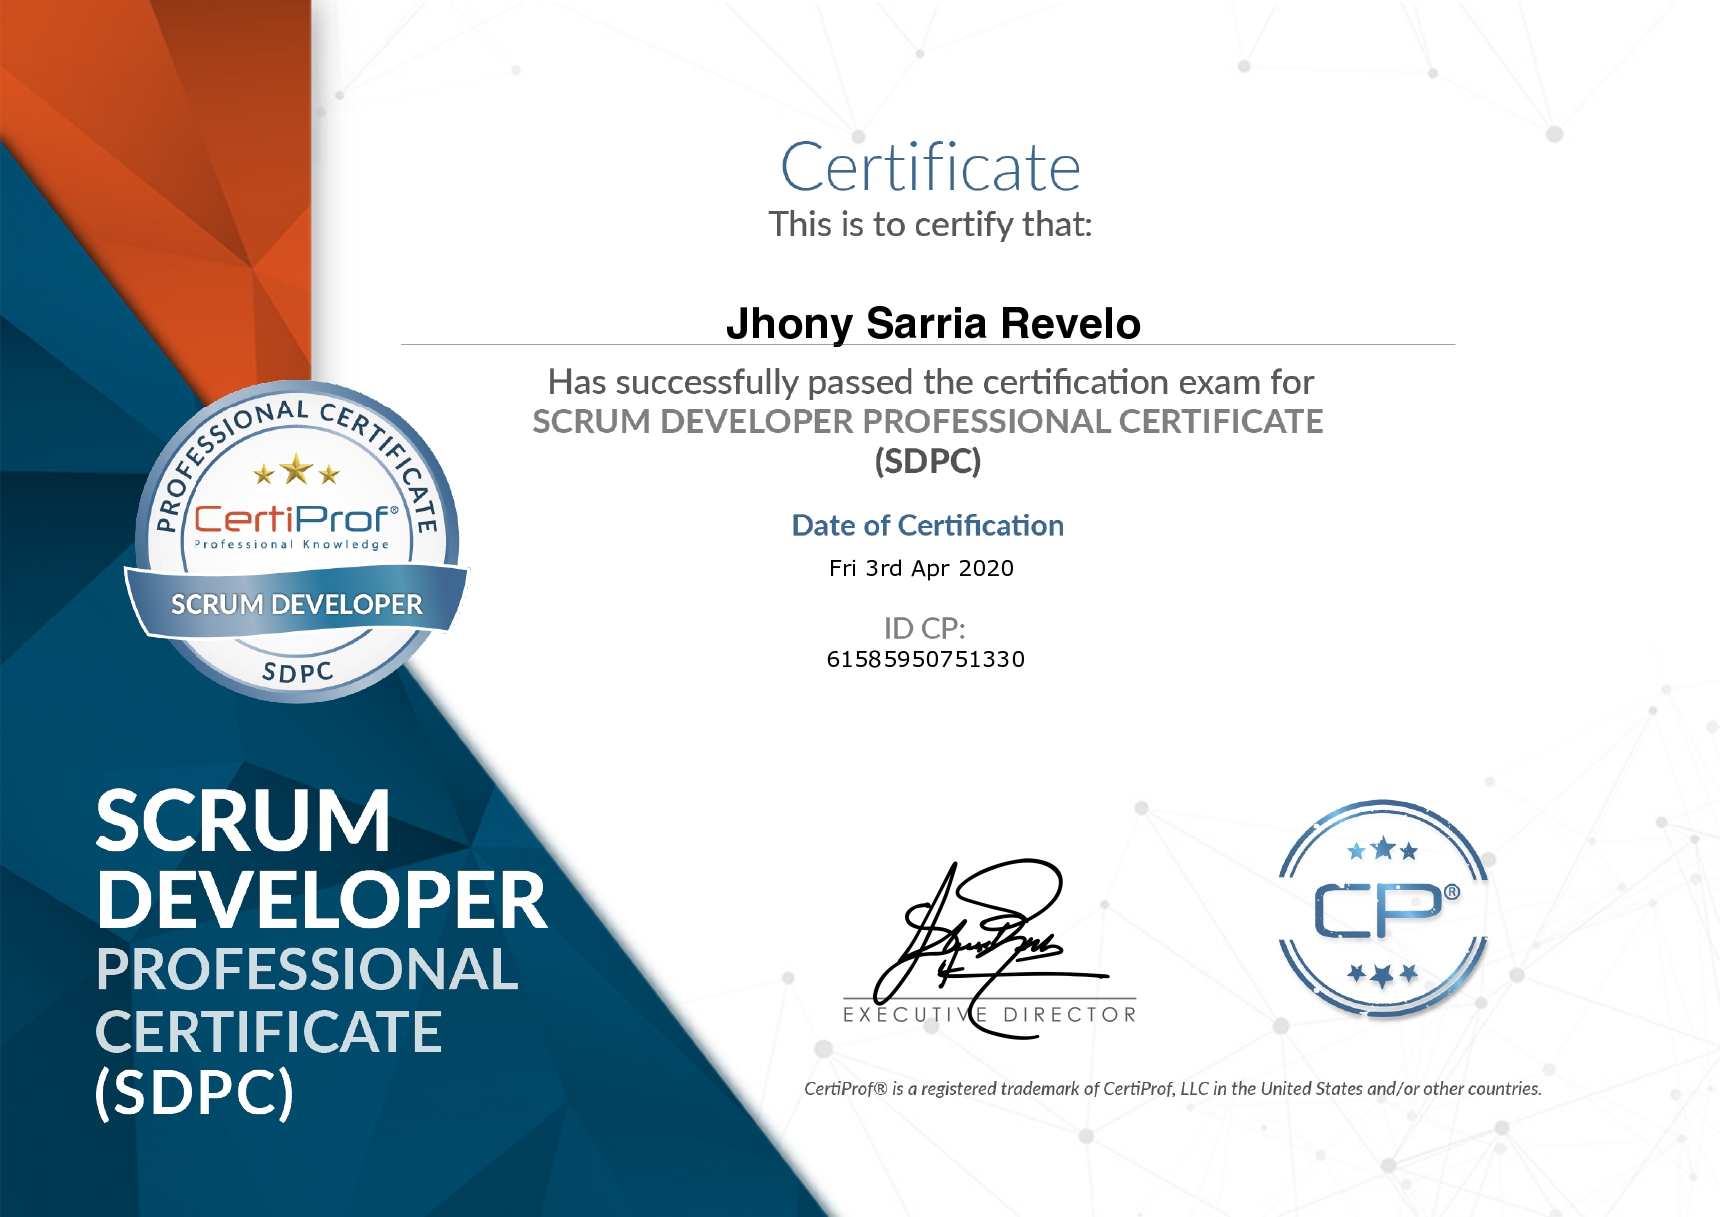 Certificate
This is to certify that:
Jhony Sarria Revelo
Has successfully passed the certification exam for
SCRUM DEVELOPER PROFESSIONAL CERTIFICATE
(SDPC)
Date of Certification
Fri 3rd Apr 2020
ID CP:
61585950751330
PROFESSIONAL CERTIFICATE
CertiProf®
Professional Knowledge
SCRUM DEVELOPER
SDPC
SCRUM
DEVELOPER
PROFESSIONAL
CERTIFICATE
(SDPC)
EXECUTIVE DIRECTOR
CP®
CertiProf® is a registered trademark of CertiProf, LLC in the United States and/or other countries.